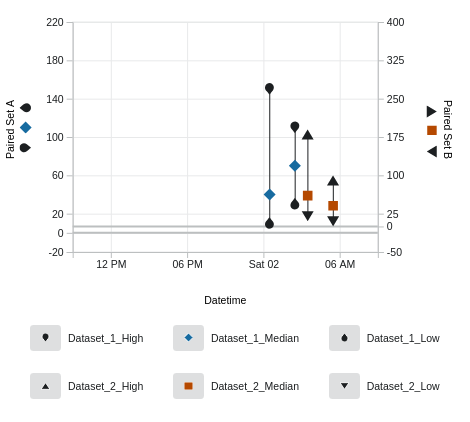 220
180
140
100
60
20
0
-20
400
325
250
175
100
25
0
-50
Paired Set A
Paired Set B
12 PM
06 PM
Sat 02
06 AM
Datetime
Dataset_1_High
Dataset_1_Median
Dataset_1_Low
Dataset_2_High
Dataset_2_Median
Dataset_2_Low